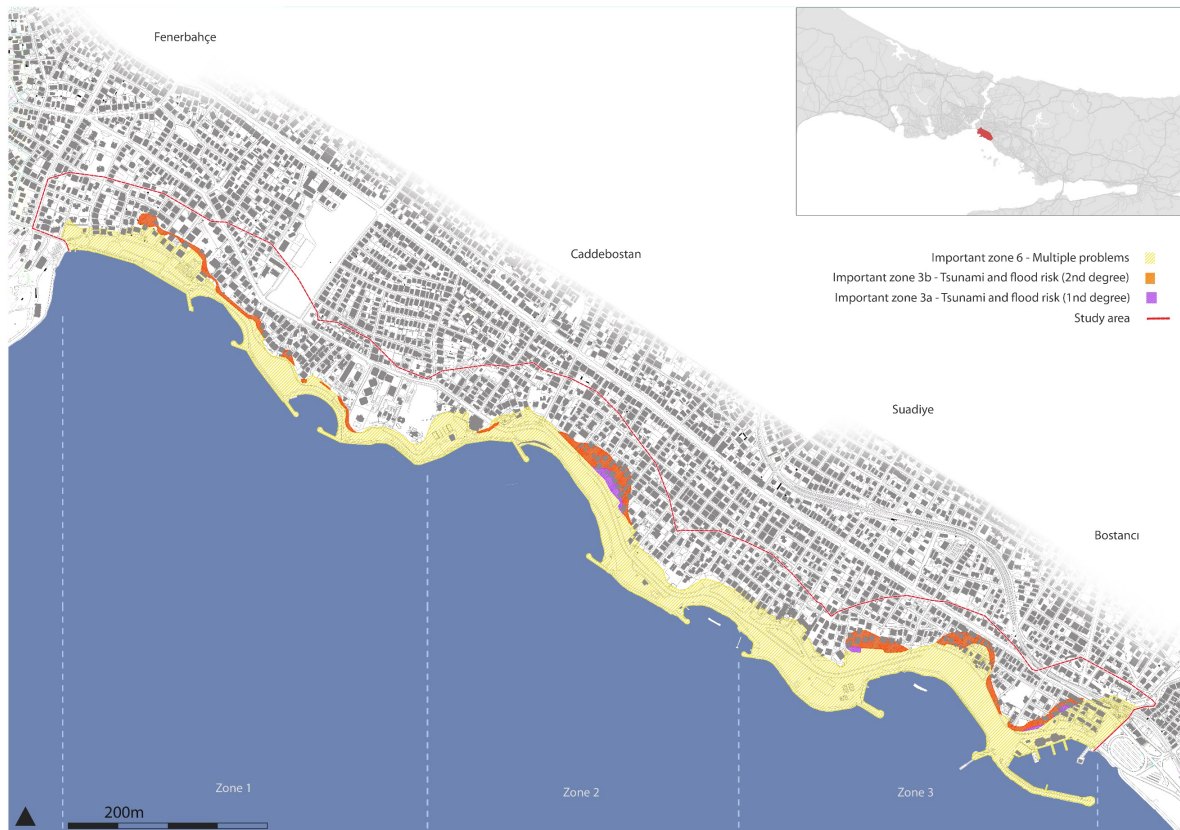 Fenerbahçe
Caddebostan
Important zone 6 - Multiple problems
Important zone 3b - Tsunami and flood risk (2nd degree)
Important zone 3a - Tsunami and flood risk (1nd degree)
Study area
Suadiye
Bostancı
Zone 1
Zone 2
Zone 3
200m